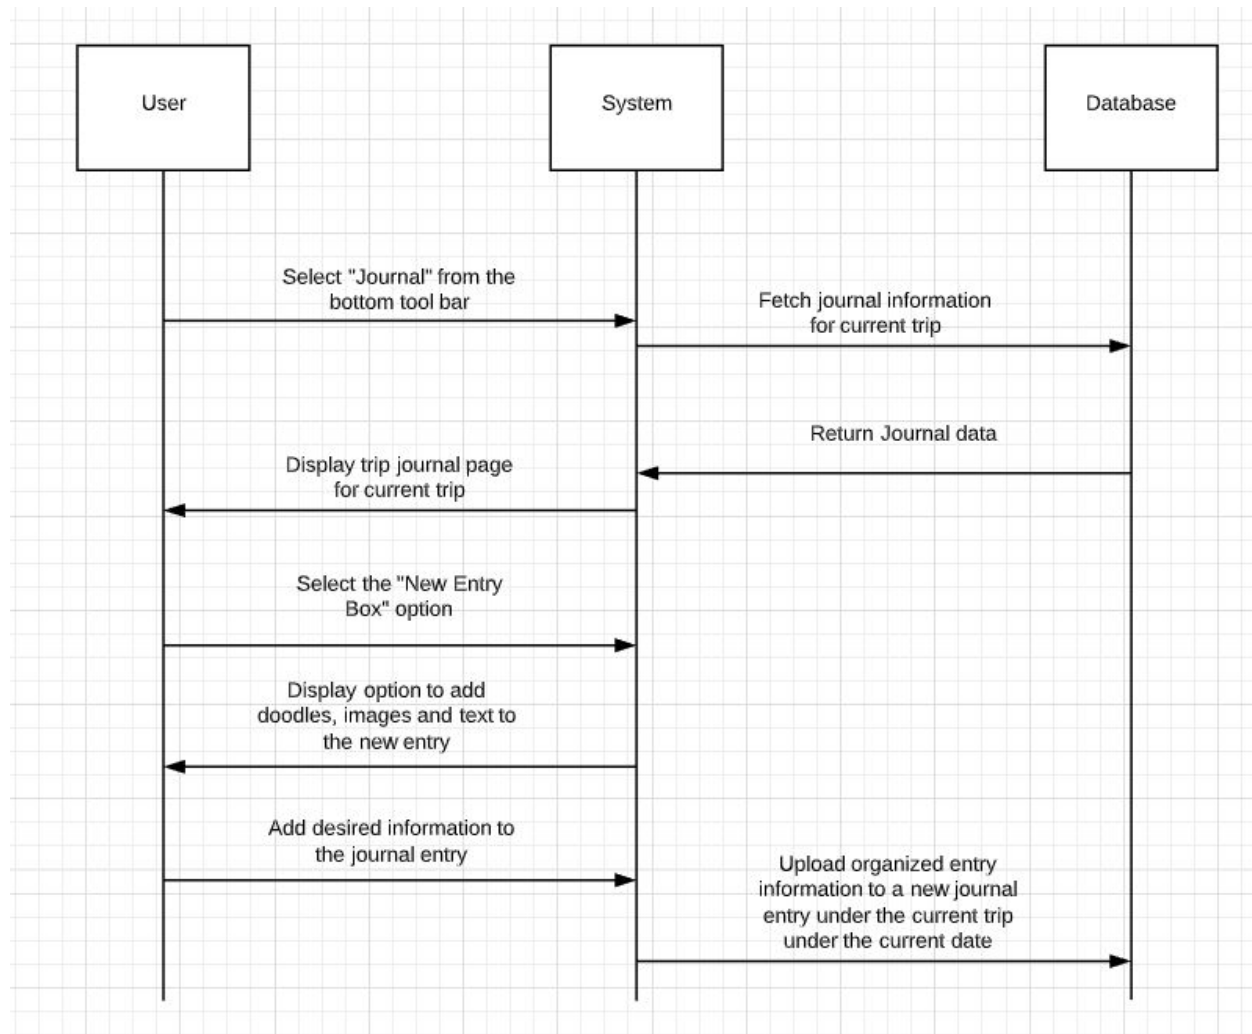 User
System
Database
Select "Journal" from the
bottom tool bar
Fetch journal information
for current trip
Return Journal data
Display trip journal page
for current trip
Select the "New Entry
Box" option
Display option to add
doodles, images and text to
the new entry
Add desired information to
the journal entry
Upload organized entry
information to a new journal
entry under the current trip
under the current date